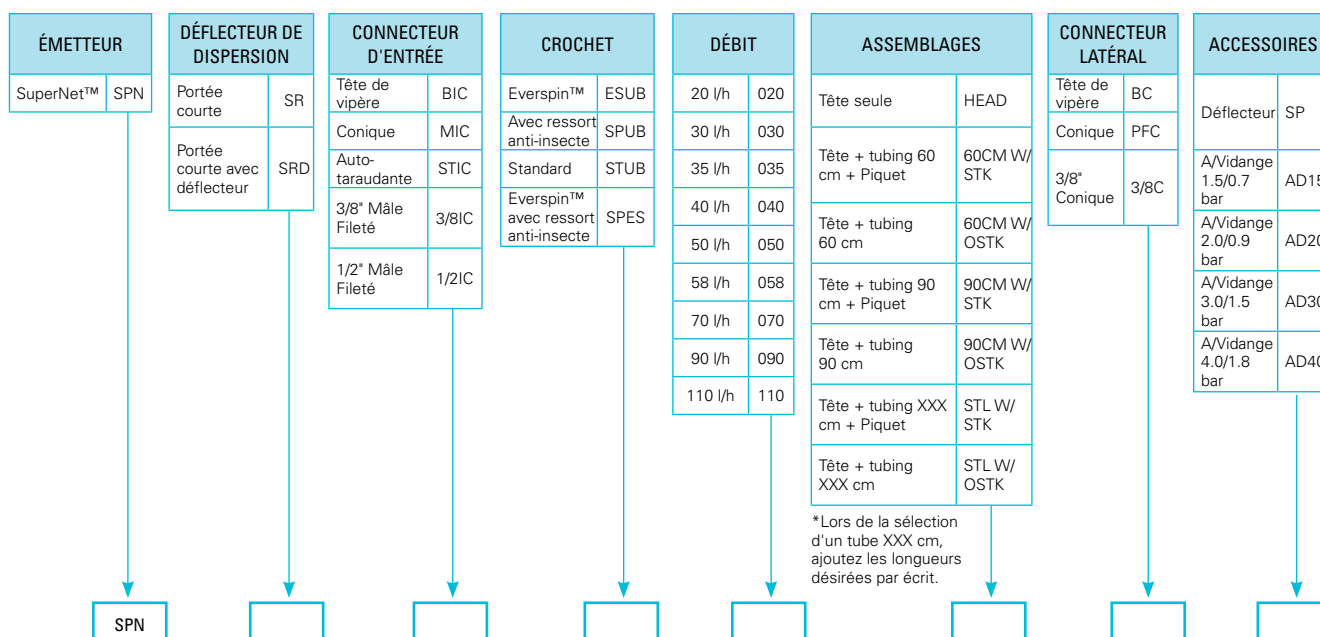 ÉMETTEUR
SuperNet™ SPN
DÉFLECTEUR DE
DISPERSION
Portée
courte
SR
Portée
courte avec
déflecteur
SRD
CONNECTEUR
D'ENTRÉE
Tête de
vipère
BIC
Conique MIC
Auto-
taraudante
STIC
3/8" Mâle
Fileté
3/8IC
1/2" Mâle
Fileté
1/2IC
CROCHET
Everspin™ ESUB
Avec ressort
anti-insecte
SPUB
Standard STUB
Everspin™
avec ressort
anti-insecte
SPES
DÉBIT
20 l/h 020
30 l/h 030
35 l/h 035
40 l/h 040
50 l/h 050
58 l/h 058
70 l/h 070
90 l/h 090
110 l/h 110
ASSEMBLAGES
Tête seule HEAD
Tête + tubing 60
cm + Piquet
60CM W/
STK
Tête + tubing
60 cm
60CM W/
OSTK
Tête + tubing 90
cm + Piquet
90CM W/
STK
Tête + tubing
90 cm
90CM W/
OSTK
Tête + tubing XXX
cm + Piquet
STL W/
STK
Tête + tubing
XXX cm
STL W/
OSTK
*Lors de la sélection
d'un tube XXX cm,
ajoutez les longueurs
désirées par écrit.
CONNECTEUR
LATÉRAL
Tête de
vipère
BC
Conique PFC
3/8"
Conique
3/8C
ACCESSOIRES
Déflecteur SP
A/Vidange
1.5/0.7
bar
A/Vidange
2.0/0.9
bar
A/Vidange
3.0/1.5
bar
A/Vidange
4.0/1.8
bar
SPN